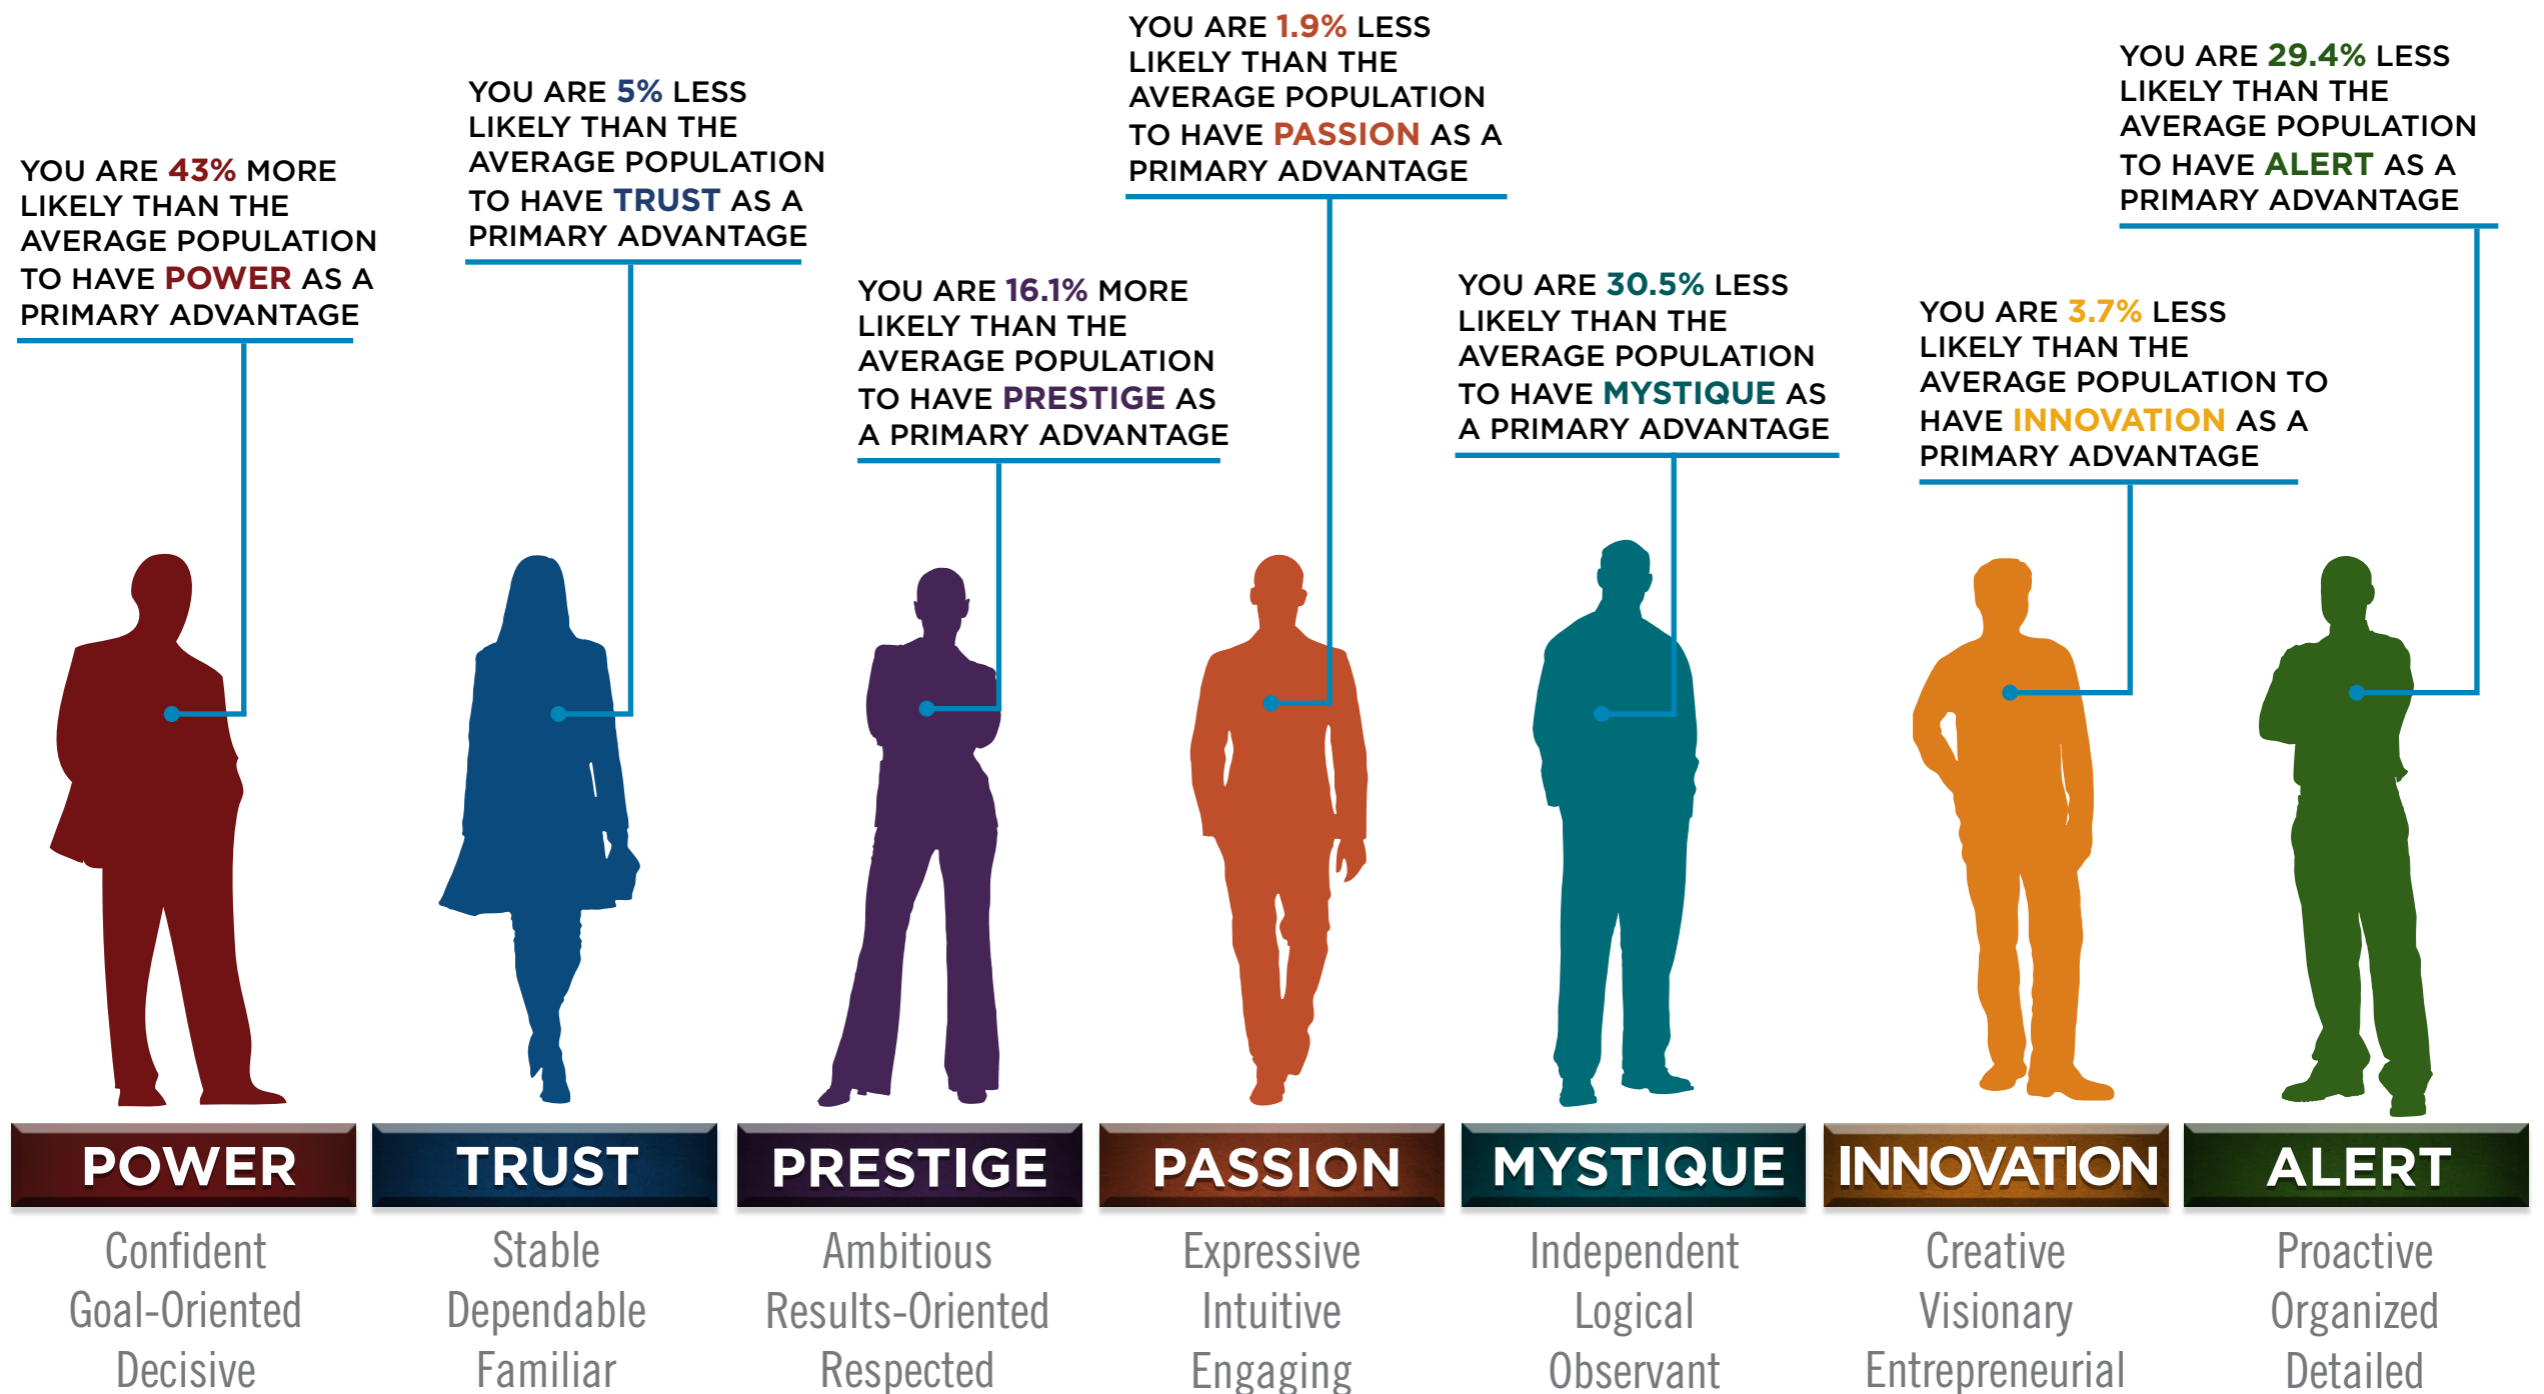 YOU ARE 43% MORE
LIKELY THAN THE
AVERAGE POPULATION
TO HAVE POWER AS A
PRIMARY ADVANTAGE
YOU ARE 5% LESS
LIKELY THAN THE
AVERAGE POPULATION
TO HAVE TRUST AS A
PRIMARY ADVANTAGE
YOU ARE 16.1% MORE
LIKELY THAN THE
AVERAGE POPULATION
TO HAVE PRESTIGE AS
A PRIMARY ADVANTAGE
YOU ARE 1.9% LESS
LIKELY THAN THE
AVERAGE POPULATION
TO HAVE PASSION AS A
PRIMARY ADVANTAGE
YOU ARE 30.5% LESS
LIKELY THAN THE
AVERAGE POPULATION
TO HAVE MYSTIQUE AS
A PRIMARY ADVANTAGE
YOU ARE 3.7% LESS
LIKELY THAN THE
AVERAGE POPULATION TO
HAVE INNOVATION AS A
PRIMARY ADVANTAGE
YOU ARE 29.4% LESS
LIKELY THAN THE
AVERAGE POPULATION
TO HAVE ALERT AS A
PRIMARY ADVANTAGE
POWER
Confident
Goal-Oriented
Decisive
TRUST
Stable
Dependable
Familiar
PRESTIGE
Ambitious
Results-Oriented
Respected
PASSION
Expressive
Intuitive
Engaging
MYSTIQUE
Independent
Logical
Observant
INNOVATION
Creative
Visionary
Entrepreneurial
ALERT
Proactive
Organized
Detailed